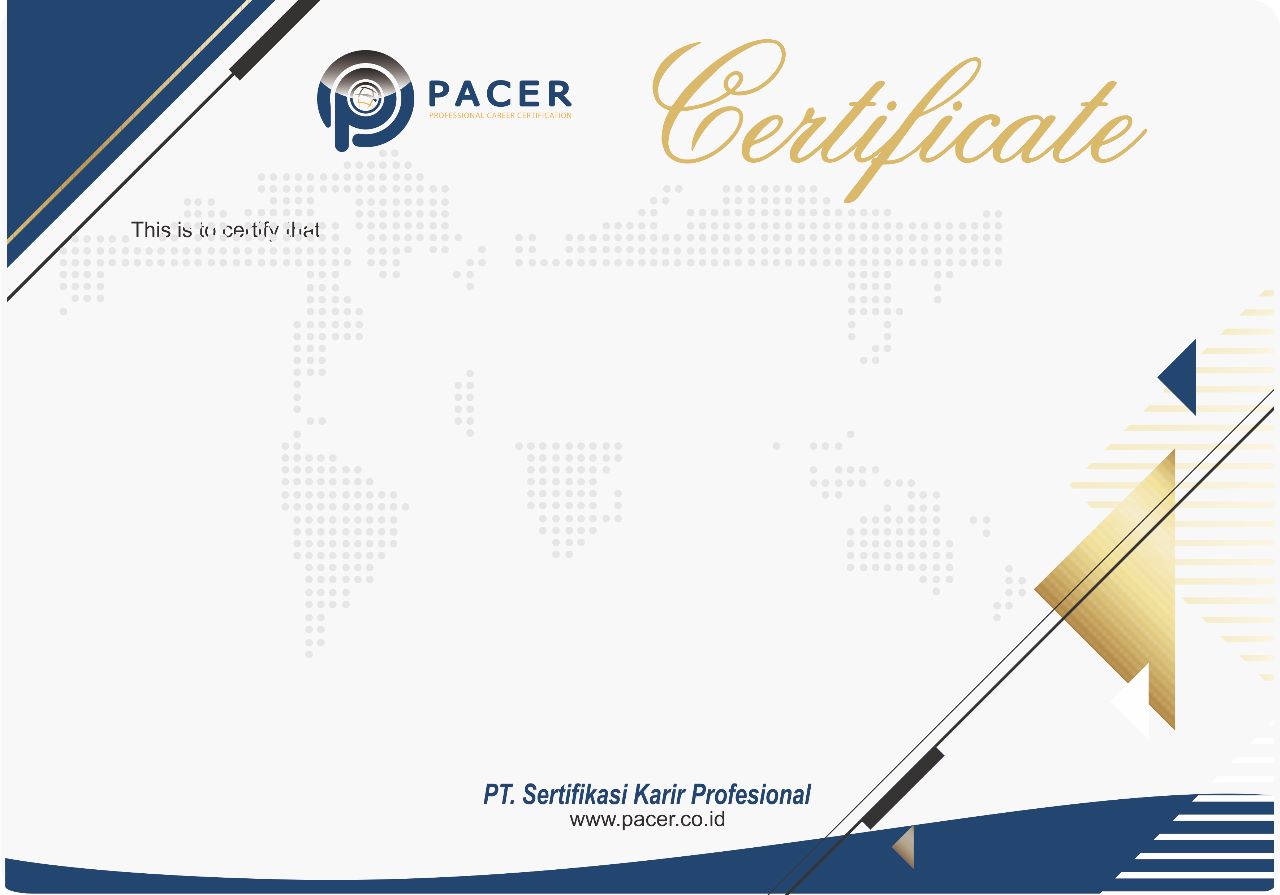 PACER
PROFESSIONAL CAREER CERTIFICATION
Certificate
This is to certify that
PT. Sertifikasi Karir Profesional
www.pacer.co.id